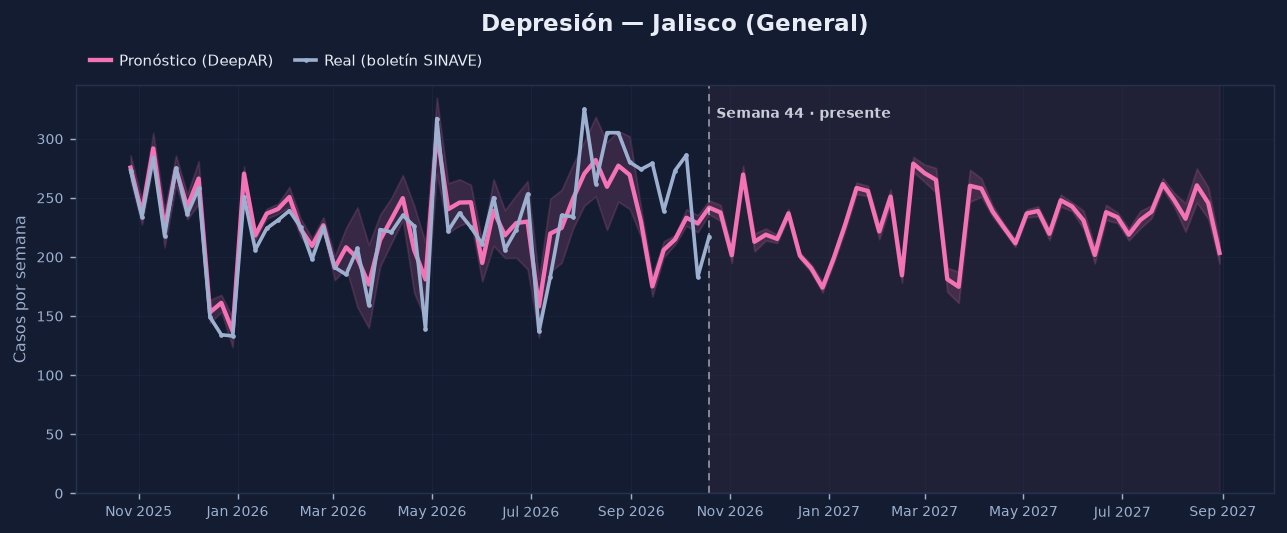 Depresión — Jalisco (General)
Pronóstico (DeepAR)
Real (boletín SINAVE)
Semana 44 · presente
Casos por semana
300
250
200
150
100
50
0
Nov 2025
Jan 2026
Mar 2026
May 2026
Jul 2026
Sep 2026
Nov 2026
Jan 2027
Mar 2027
May 2027
Jul 2027
Sep 2027